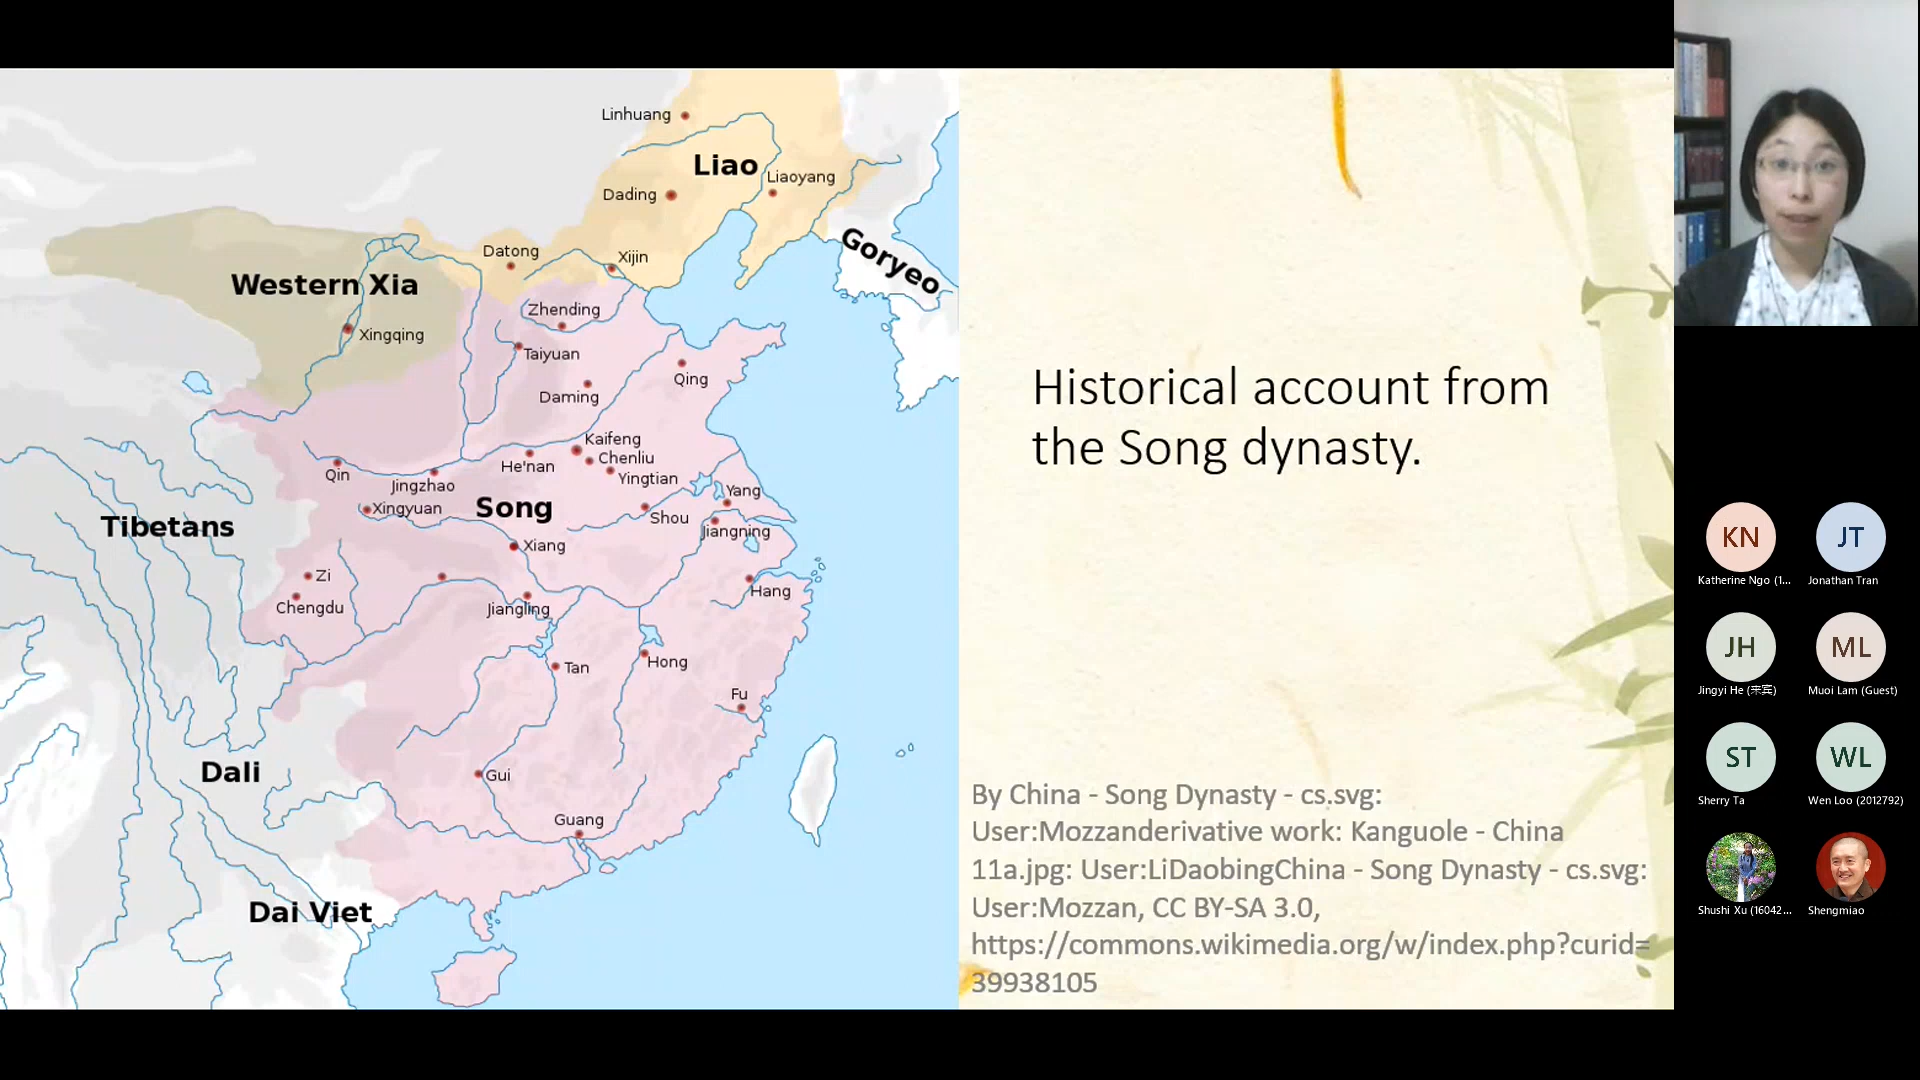 Linhuang
Liao
Liaoyang
Dading
Goryeo
Datong
Xijin
Western Xia
Zhending
Xingqing
Taiyuan
Qing
Daming
Kaifeng
Chenliu
He'nan
Yingtian
Qin
Jingzhao
Yang
Xingyuan
Song
Shou
Jiangning
Tibetans
Xiang
Zi
Hang
Chengdu
Jiangling
Tan
Hong
Fu
Dali
Gui
Guang
Dai Viet
Historical account from
the Song dynasty.
By China - Song Dynasty - cs.svg:
User:Mozzanderivative work: Kanguole - China
11a.jpg: User:LiDaobingChina - Song Dynasty - cs.svg:
User:Mozzan, CC BY-SA 3.0,
https://commons.wikimedia.org/w/index.php?curid=
39938105
KN
JT
Katherine Ngo (1...
Jonathan Tran
JH
ML
Jingyi He (来宾)
Muoi Lam (Guest)
ST
WL
Sherry Ta
Wen Loo (2012792)
Shushi Xu (16042...
Shengmiao